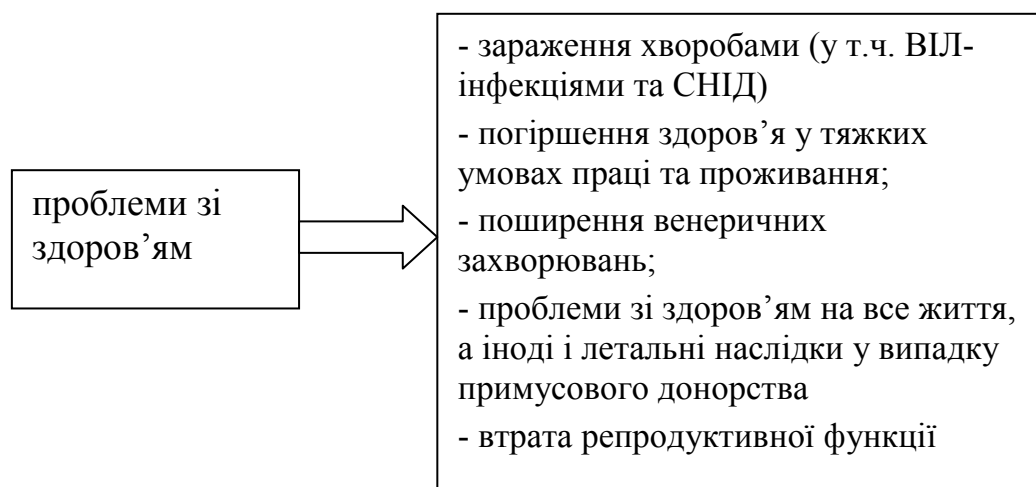 проблеми зі
здоров’ям
- зараження хворобами (у т.ч. ВІЛ-
інфекціями та СНІД)
- погіршення здоров’я у тяжких
умовах праці та проживання;
- поширення венеричних
захворювань;
- проблеми зі здоров’ям на все життя,
а іноді і летальні наслідки у випадку
примусового донорства
- втрата репродуктивної функції